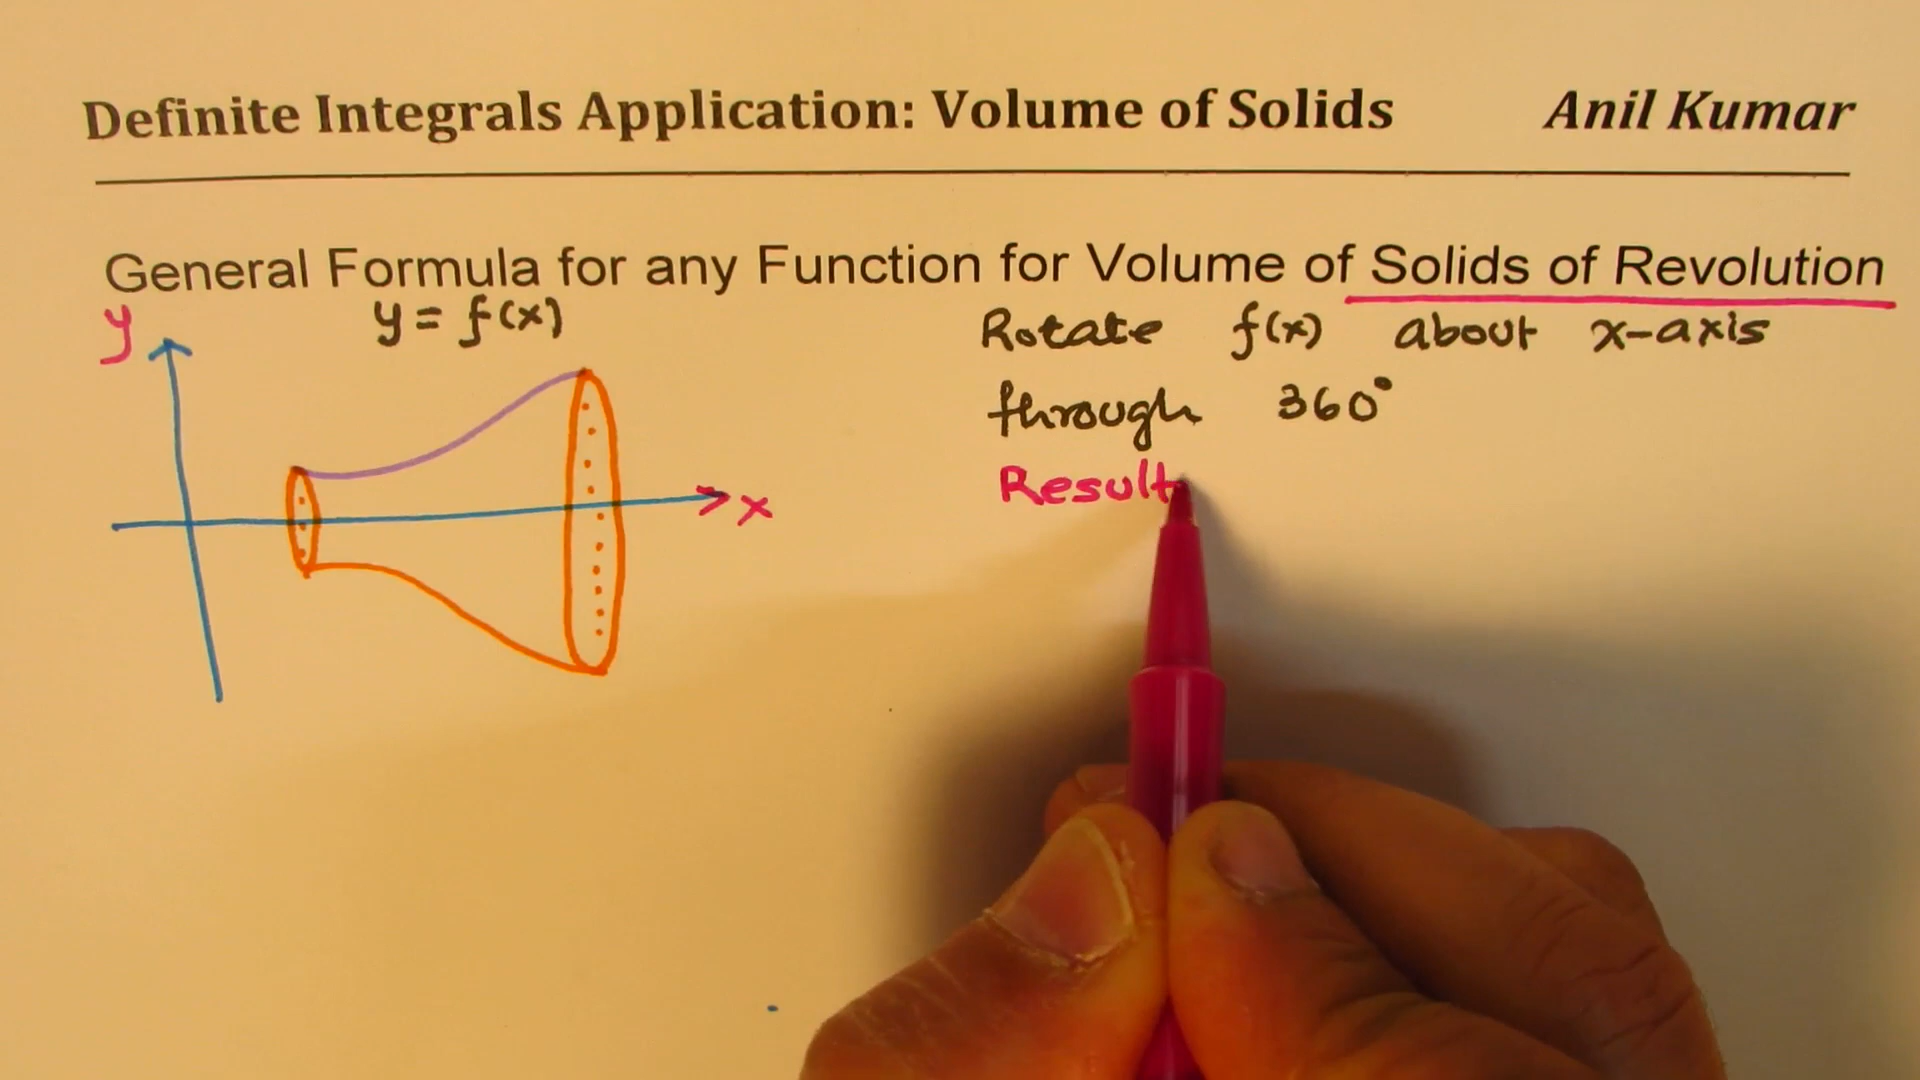 Definite Integrals Application: Volume of Solids Anil Kumar
General Formula for any Function for Volume of Solids of Revolution
y y = f(x) Rotate f(x) about x-axis
through 360°
Result
x